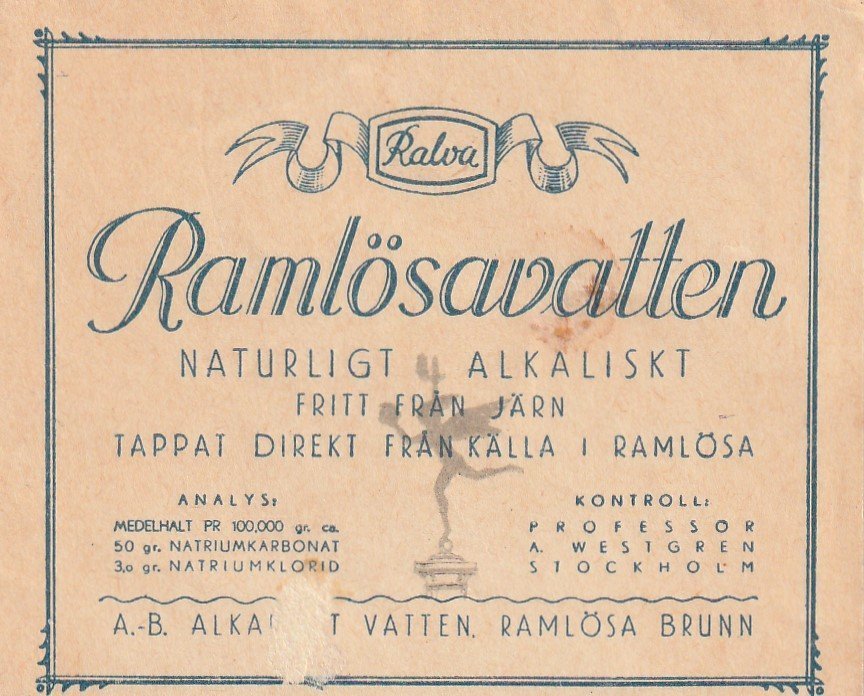 Ralva
Ramlösavatten
NATURLIGT ALKALISKT
FRITT FRÅN JÄRN
TAPPAT DIREKT FRÅN KÄLLA I RAMLÖSA
ANALYS:
MEDELHALT PR 100,000 gr. ca.
50 gr. NATRIUMKARBONAT
3,0 gr. NATRIUMKLORID
KONTROLL:
PROFESSOR
A. WESTGREN
STOCKHOLM
A.-B. VATTEN, RAMLÖSA BRUNN